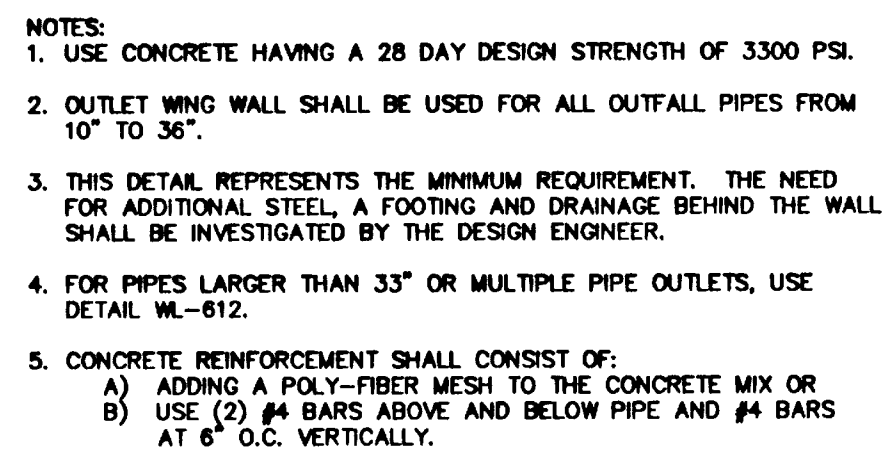 NOTES:
1. USE CONCRETE HAVING A 28 DAY DESIGN STRENGTH OF 3300 PSI.
2. OUTLET WING WALL SHALL BE USED FOR ALL OUTFALL PIPES FROM
10" TO 36".
3. THIS DETAIL REPRESENTS THE MINIMUM REQUIREMENT. THE NEED
FOR ADDITIONAL STEEL, A FOOTING AND DRAINAGE BEHIND THE WALL
SHALL BE INVESTIGATED BY THE DESIGN ENGINEER.
4. FOR PIPES LARGER THAN 33" OR MULTIPLE PIPE OUTLETS, USE
DETAIL WL-612.
5. CONCRETE REINFORCEMENT SHALL CONSIST OF:
A) ADDING A POLY-FIBER MESH TO THE CONCRETE MIX OR
B) USE (2) #4 BARS ABOVE AND BELOW PIPE AND #4 BARS
AT 6" O.C. VERTICALLY.